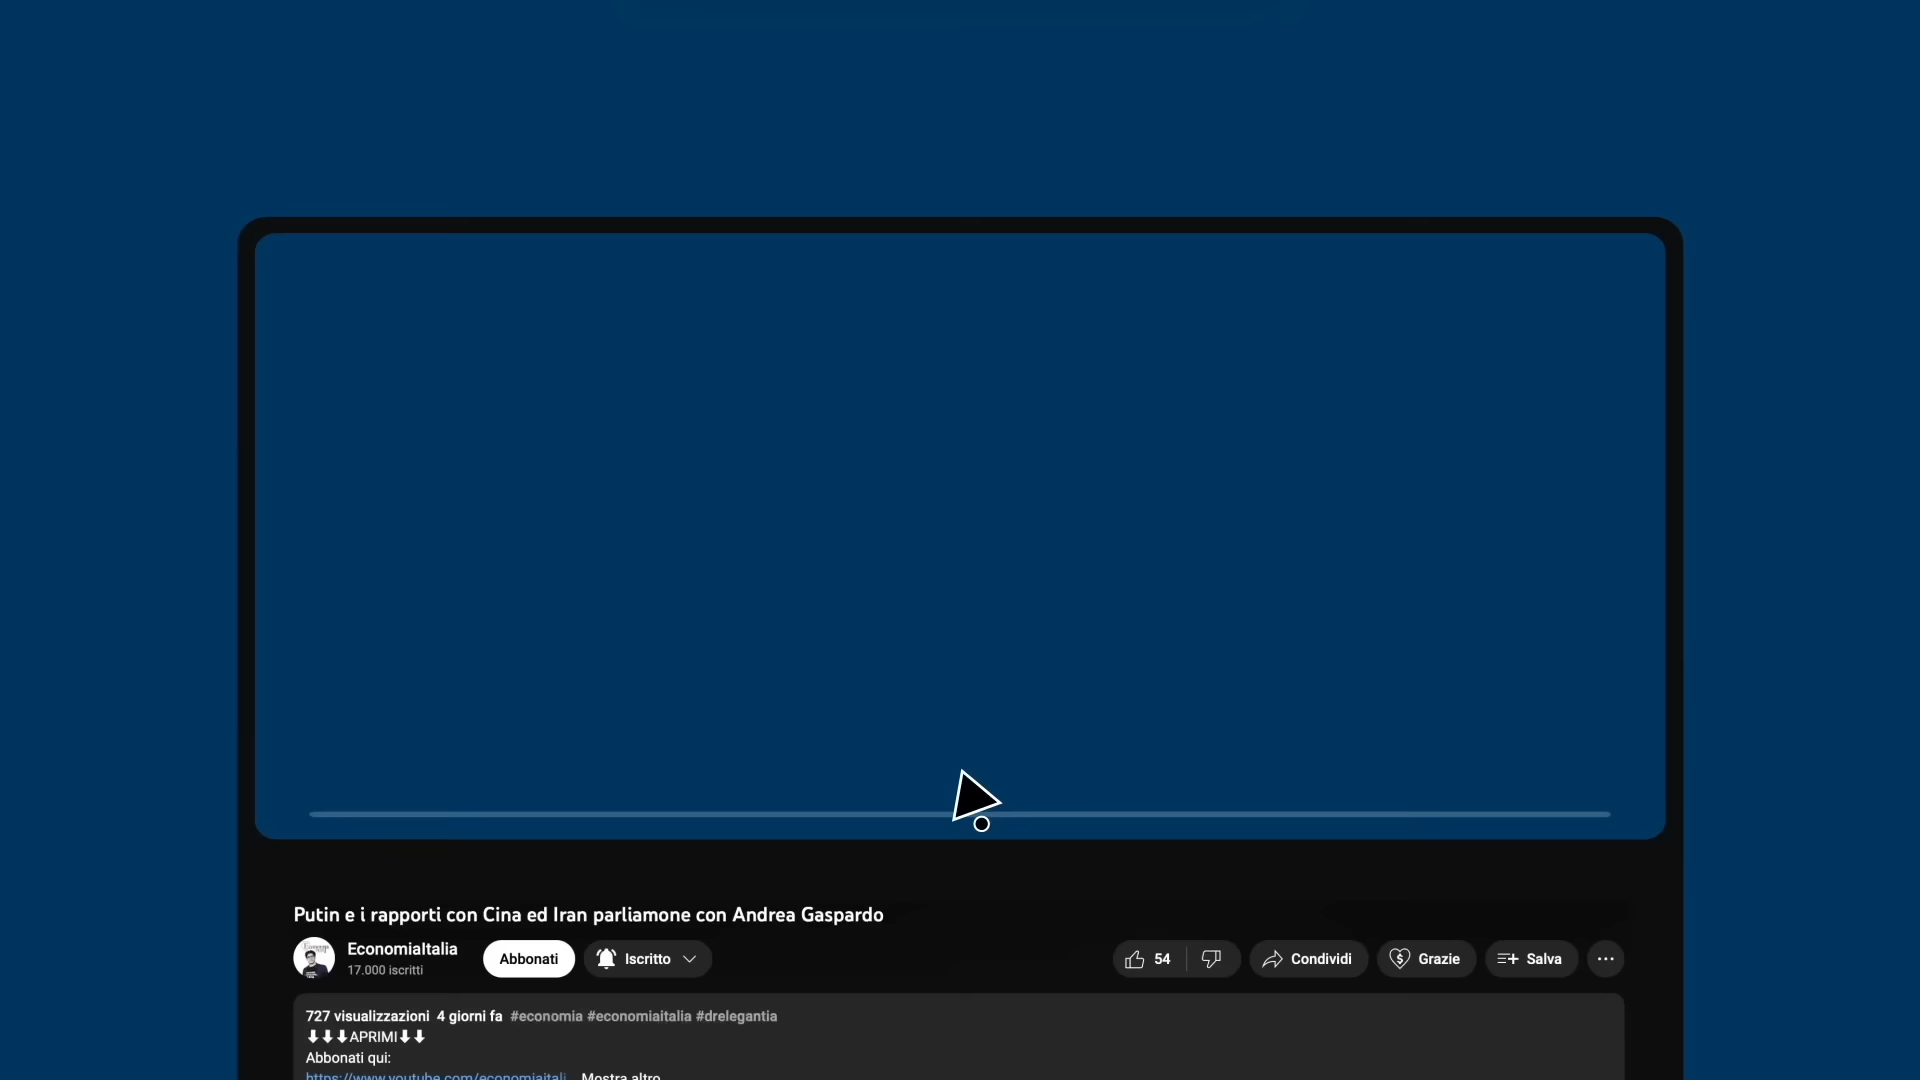 Putin e i rapporti con Cina ed Iran parliamone con Andrea Gaspardo
EconomiaItalia
17.000 iscritti
Abbonati
Iscritto
54
Condividi
Grazie
Salva
727 visualizzazioni 4 giorni fa #economia #economiaitalia #drelegantia
⬇⬇⬇APRIMI⬇⬇
Abbonati qui:
https://www.youtube.com/economiaitali... Mostra altro